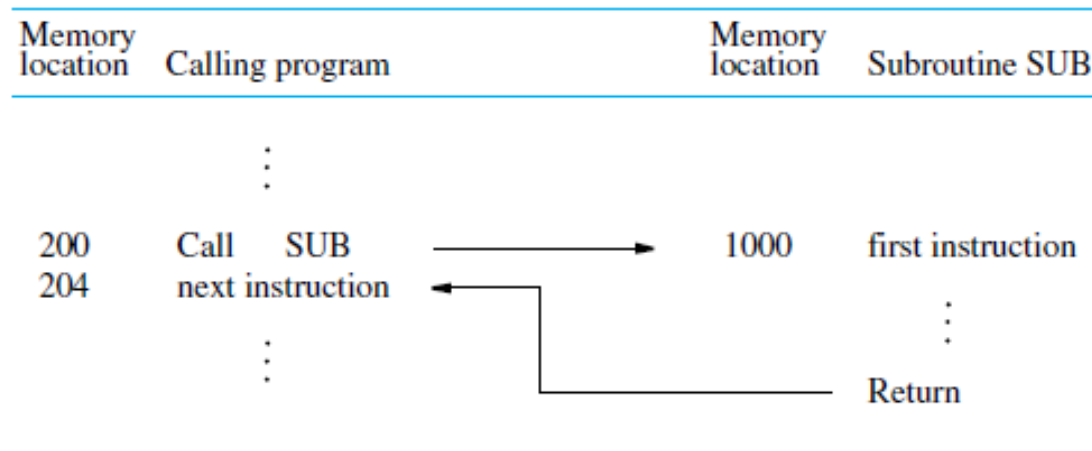 Memory location Calling program Memory location Subroutine SUB
⋮
200 Call SUB 1000 first instruction
204 next instruction
⋮ ⋮
Return